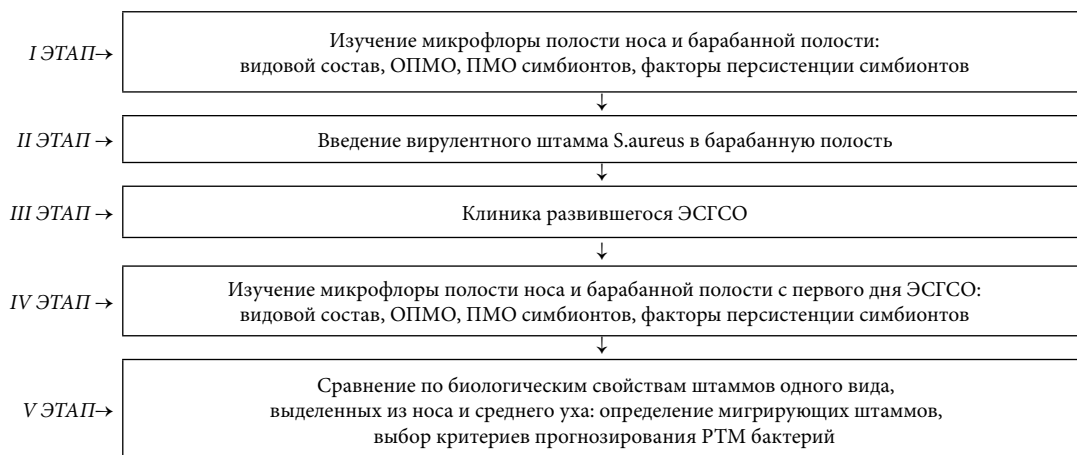 I ЭТАП→
Изучение микрофлоры полости носа и барабанной полости:
видовой состав, ОПМО, ПМО симбионтов, факторы персистенции симбионтов
↓
II ЭТАП→
Введение вирулентного штамма S.aureus в барабанную полость
↓
III ЭТАП→
Клиника развившегося ЭСГСО
↓
IV ЭТАП→
Изучение микрофлоры полости носа и барабанной полости с первого дня ЭСГСО:
видовой состав, ОПМО, ПМО симбионтов, факторы персистенции симбионтов
↓
V ЭТАП→
Сравнение по биологическим свойствам штаммов одного вида,
выделенных из носа и среднего уха: определение мигрирующих штаммов,
выбор критериев прогнозирования РТМ бактерий